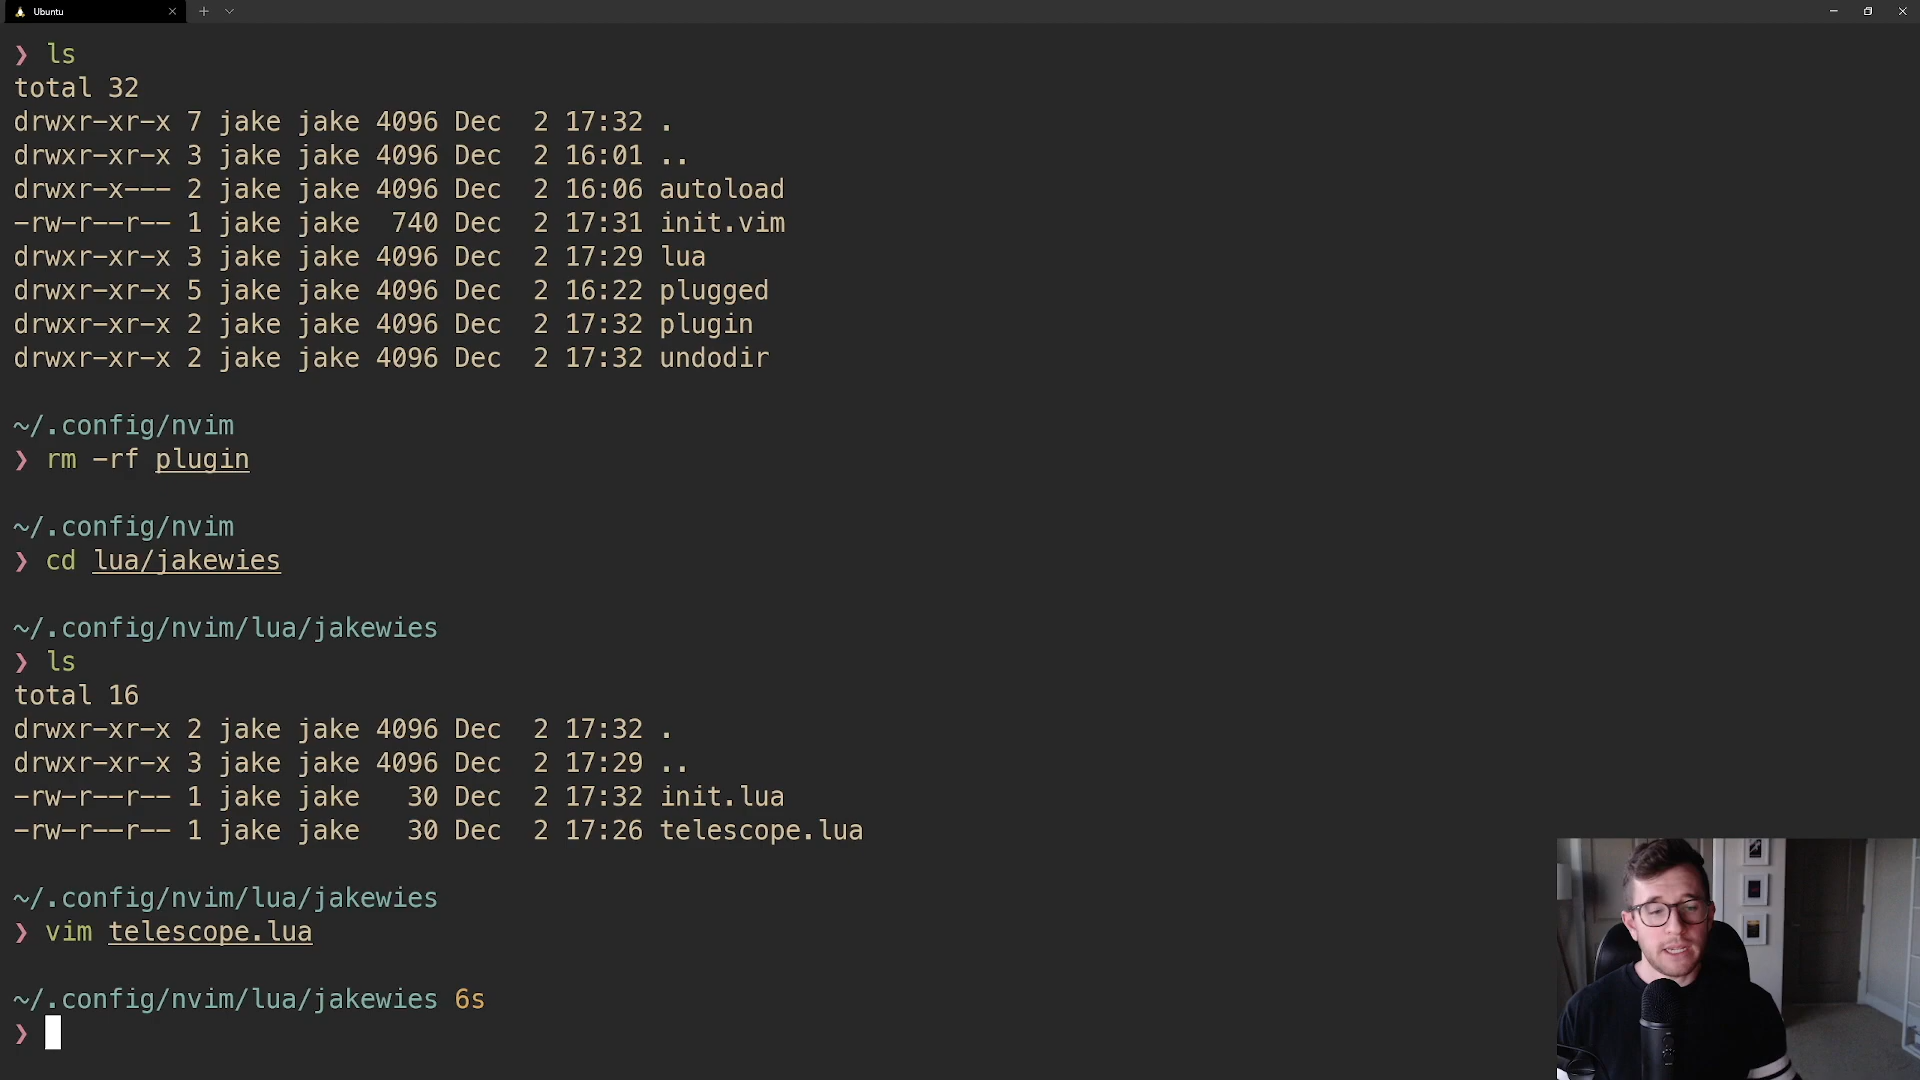 Ubuntu
❯ ls
total 32
drwxr-xr-x 7 jake jake 4096 Dec  2 17:32 .
drwxr-xr-x 3 jake jake 4096 Dec  2 16:01 ..
drwxr-x--- 2 jake jake 4096 Dec  2 16:06 autoload
-rw-r--r-- 1 jake jake  740 Dec  2 17:31 init.vim
drwxr-xr-x 3 jake jake 4096 Dec  2 17:29 lua
drwxr-xr-x 5 jake jake 4096 Dec  2 16:22 plugged
drwxr-xr-x 2 jake jake 4096 Dec  2 17:32 plugin
drwxr-xr-x 2 jake jake 4096 Dec  2 17:32 undodir
~/.config/nvim
❯ rm -rf plugin
~/.config/nvim
❯ cd lua/jakewies
~/.config/nvim/lua/jakewies
❯ ls
total 16
drwxr-xr-x 2 jake jake 4096 Dec  2 17:32 .
drwxr-xr-x 3 jake jake 4096 Dec  2 17:29 ..
-rw-r--r-- 1 jake jake   30 Dec  2 17:32 init.lua
-rw-r--r-- 1 jake jake   30 Dec  2 17:26 telescope.lua
~/.config/nvim/lua/jakewies
❯ vim telescope.lua
~/.config/nvim/lua/jakewies 6s
❯